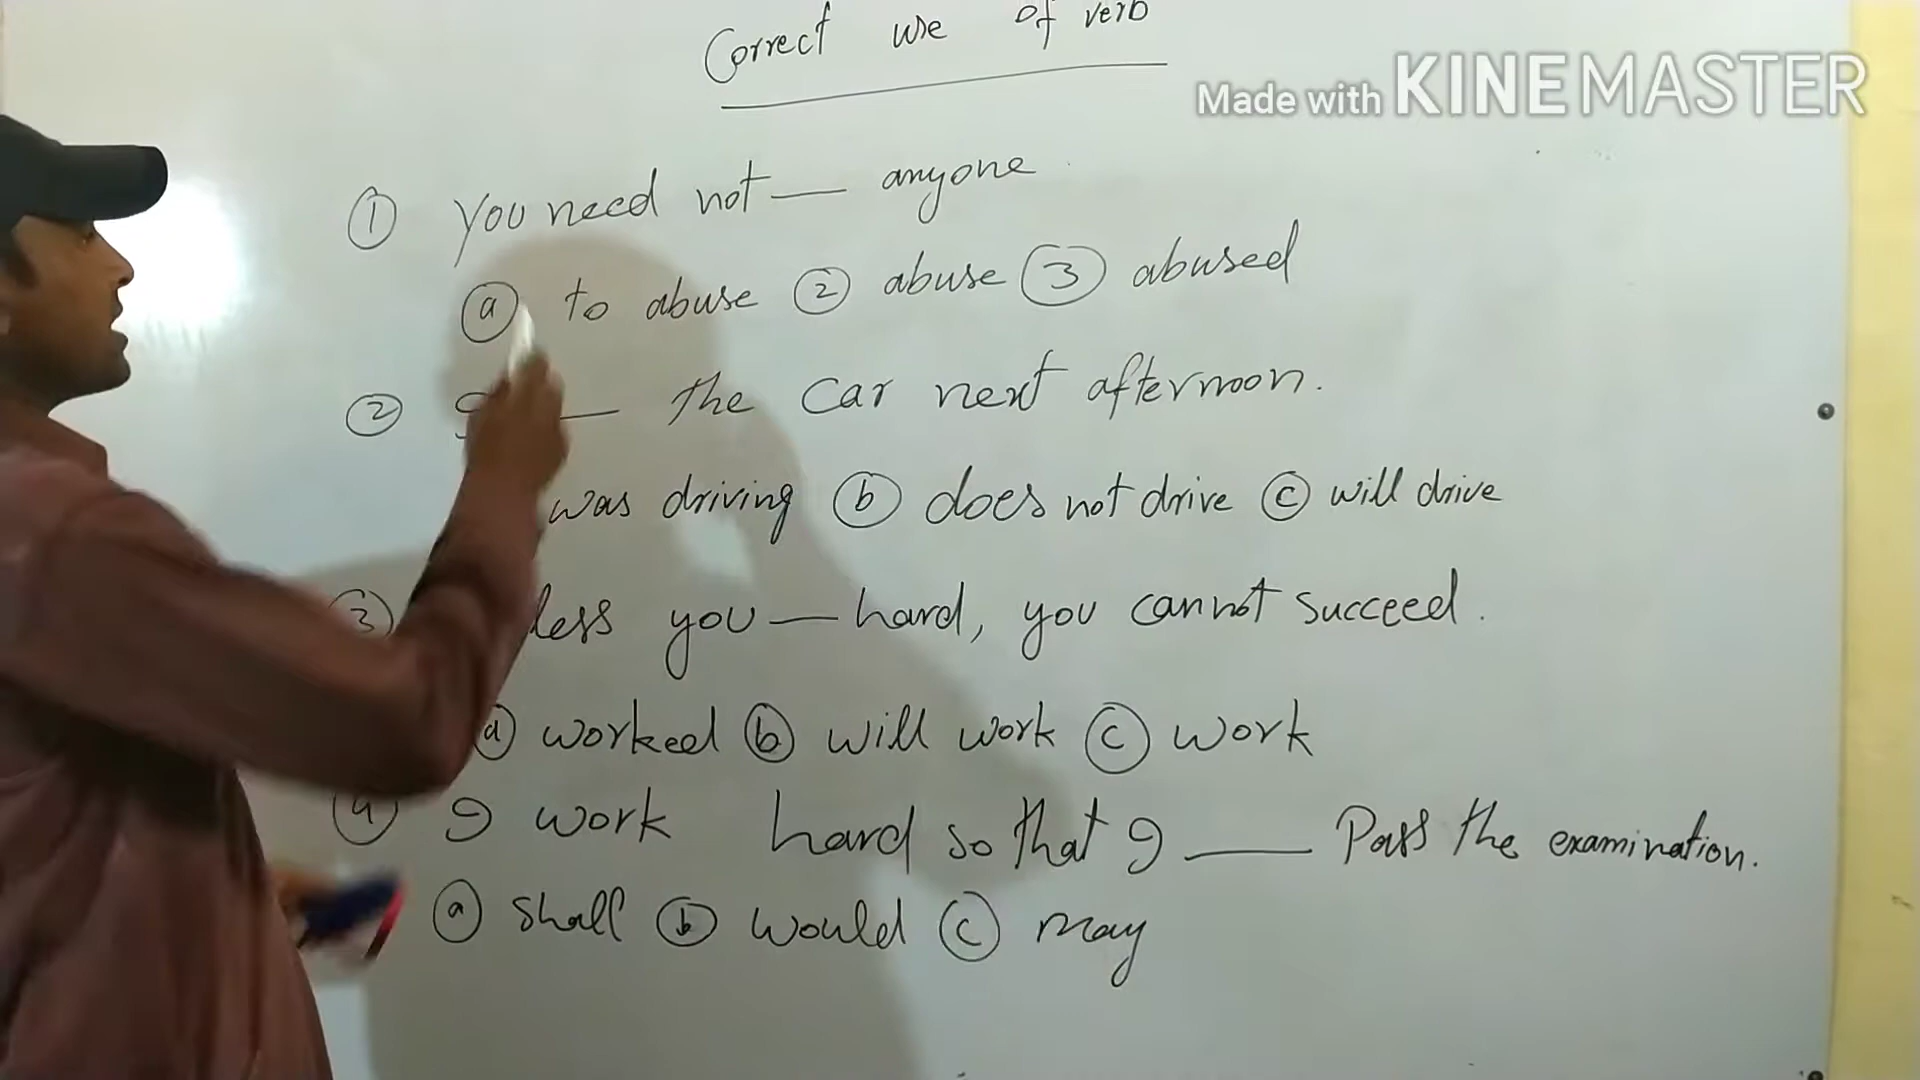 Correct use of verb
Made with KINEMASTER
① You need not — anyone
ⓐ to abuse ② abuse ③ abused
② — the car next afternoon.
was driving ⓑ does not drive ⓒ will drive
③ less you — hard, you cannot succeed.
ⓐ worked ⓑ will work ⓒ work
④ I work hard so that I — Pass the examination.
ⓐ shall ⓑ would ⓒ may